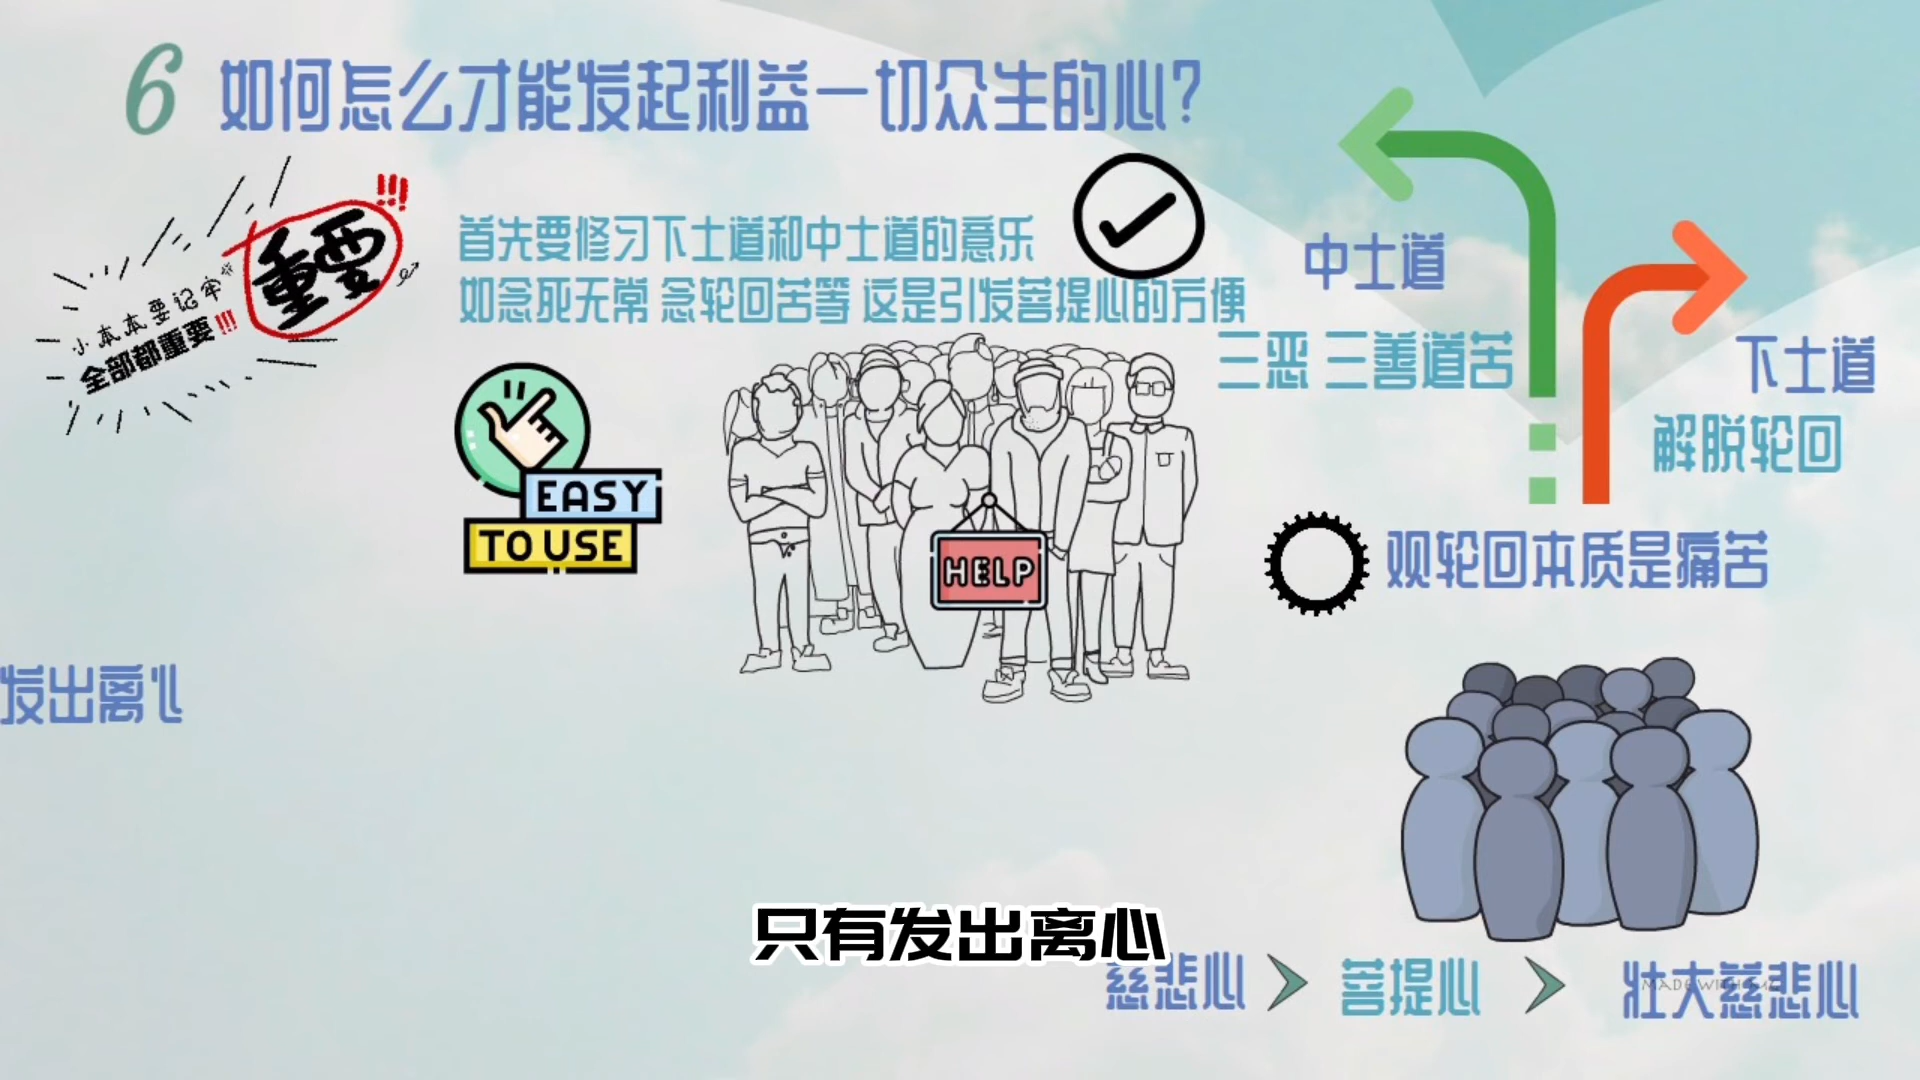 6 如何怎么才能发起利益一切众生的心?
重要!!!
小本本要记牢
全部都重要!!!
首先要修习下士道和中士道的意乐
如念死无常 念轮回苦等 这是引发菩提心的方便
中士道
三恶 三善道苦
下士道
解脱轮回
EASY
TO USE
HELP
观轮回本质是痛苦
发出离心
只有发出离心
慈悲心 > 菩提心 > 壮大慈悲心